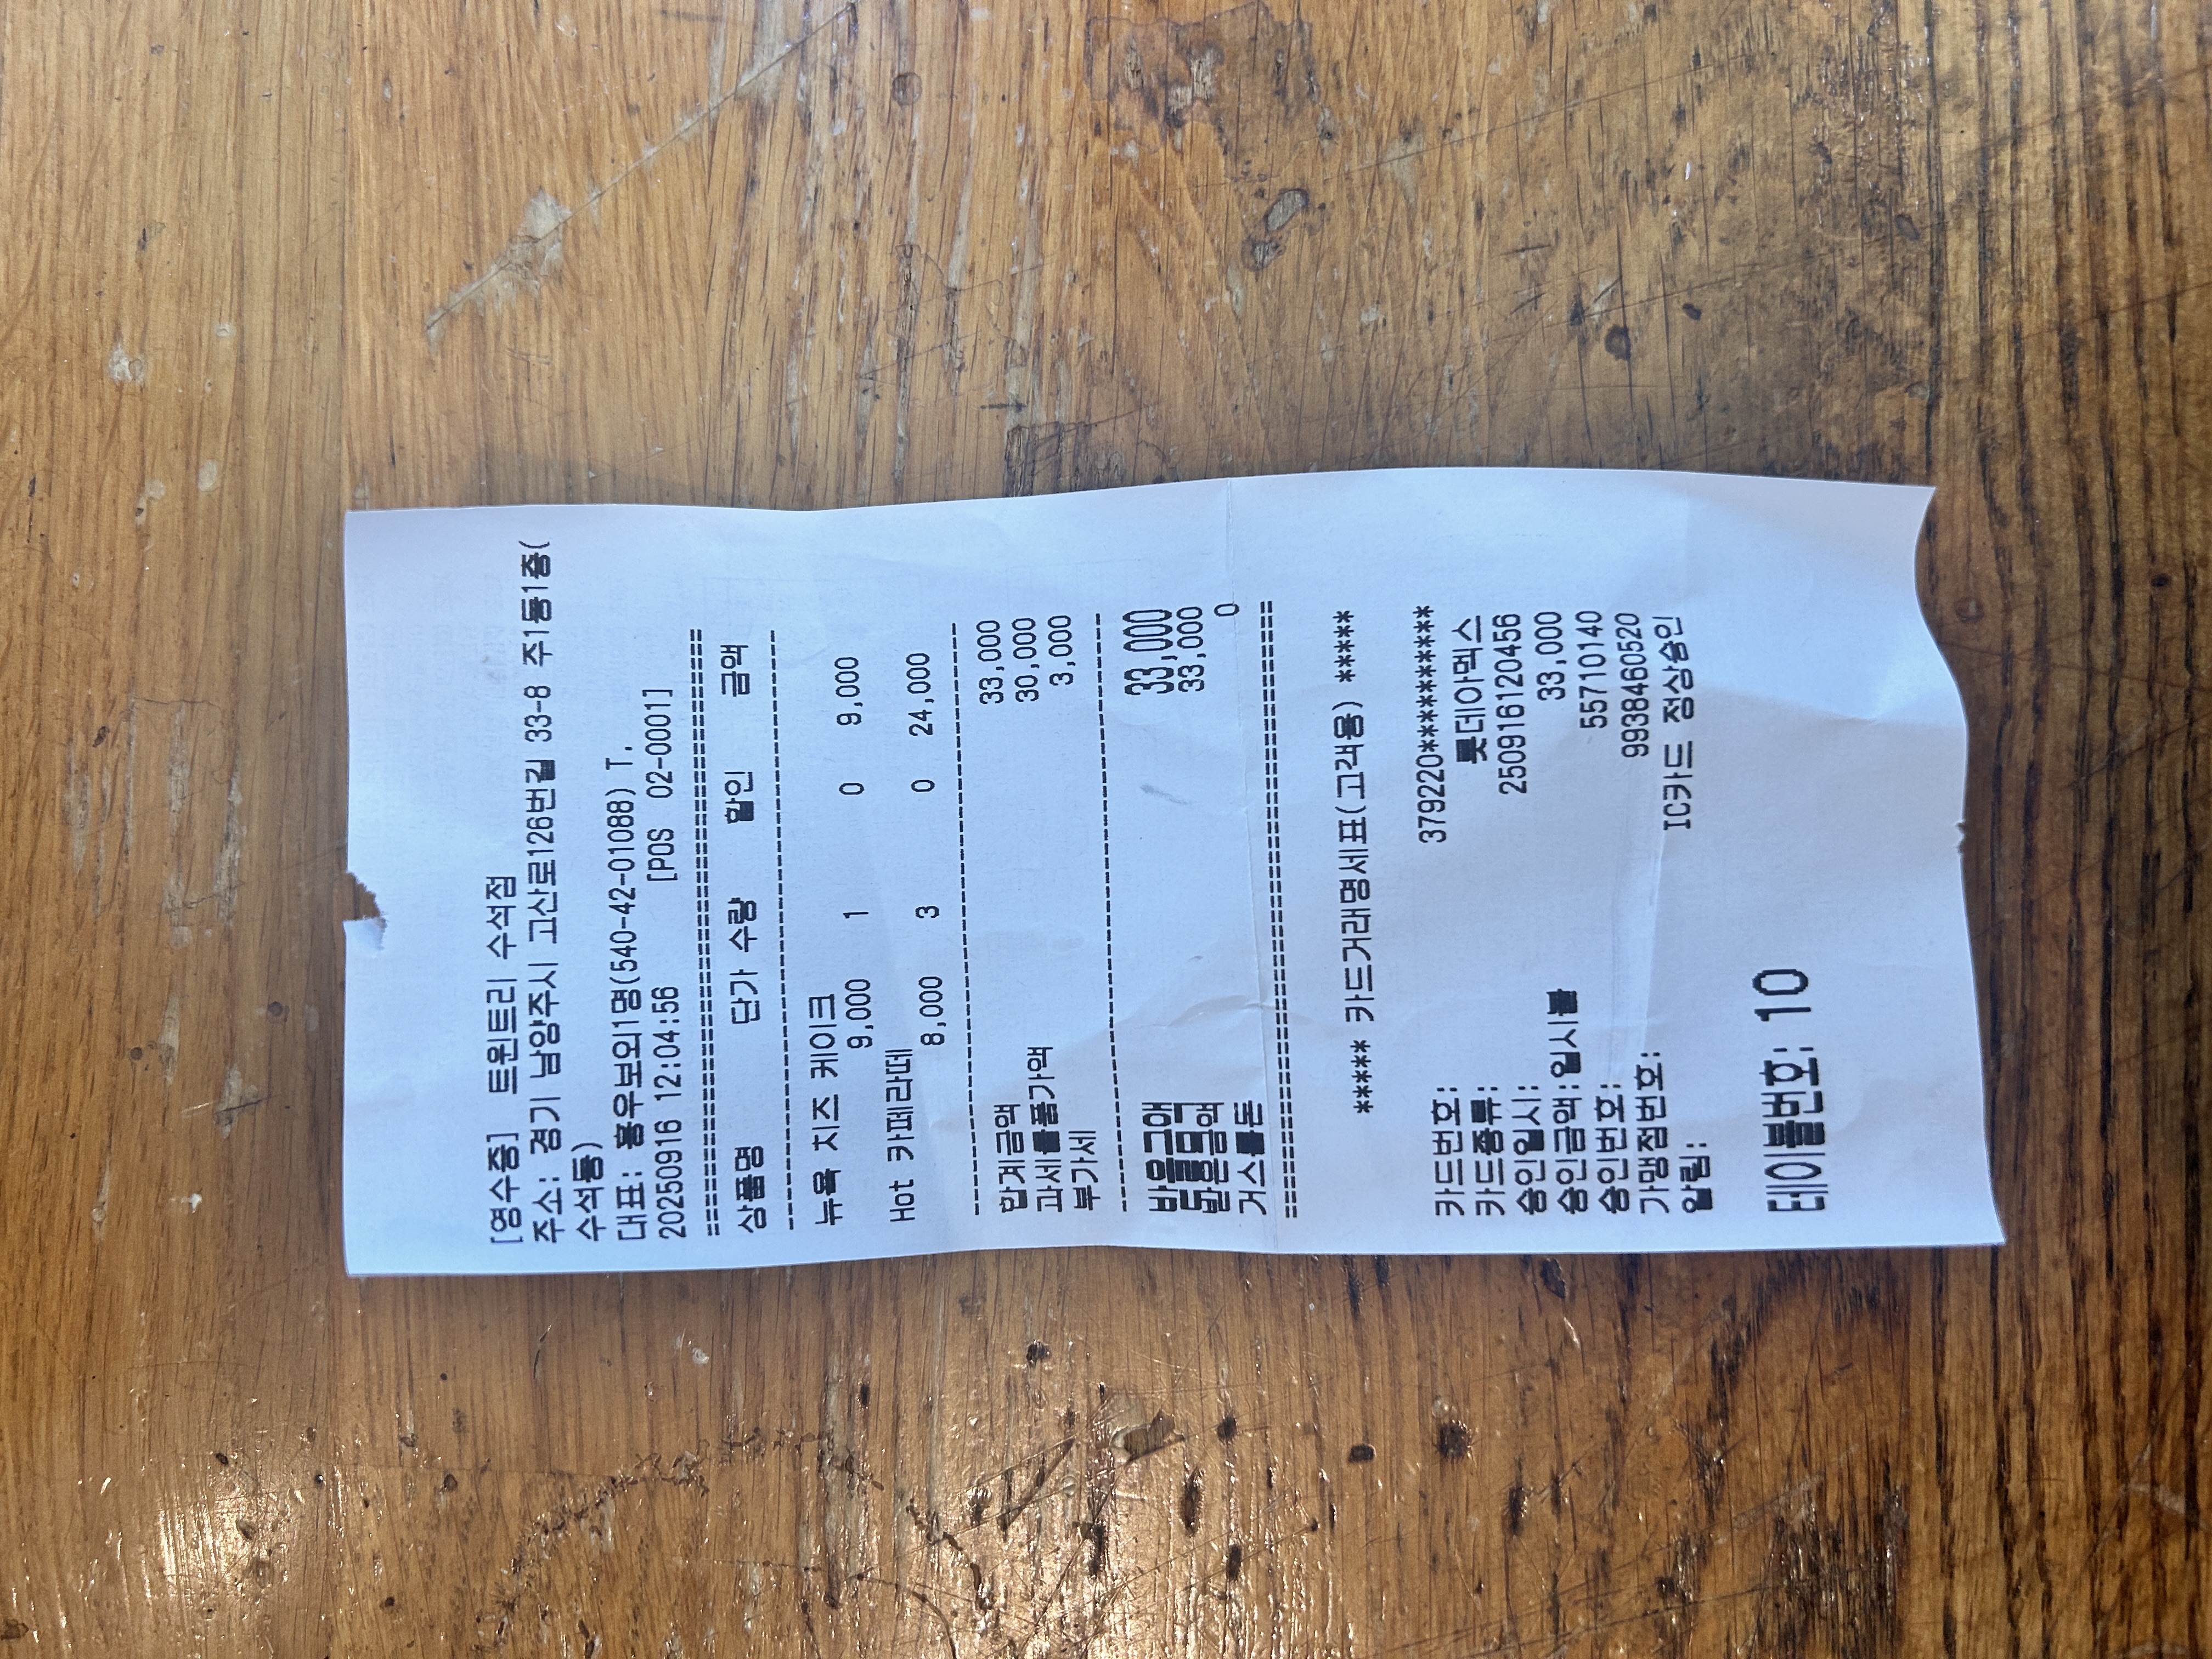 [영수증] 트윈트리 수석점
주소: 경기 남양주시 고산로126번길 33-8 주1동1층(
수석동)
대표: 홍우보외1명(540-42-01088) T.
20250916 12:04:56 [POS 02-0001]
========================================
상품명 단가 수량 할인 금액
----------------------------------------
뉴욕 치즈 케이크
9,000 1 0 9,000
Hot 카페라떼
8,000 3 0 24,000
----------------------------------------
합계금액 33,000
과세물품가액 30,000
부가세 3,000
----------------------------------------
받을금액 33,000
받은금액 33,000
거스름돈 0
========================================
***** 카드거래명세표(고객용) *****
카드번호: 379220**********
카드종류: 롯데아멕스
승인일시: 250916120456
승인금액:일시불 33,000
승인번호: 55710140
가맹점번호: 9938460520
알림: IC카드 정상승인
테이블번호: 10